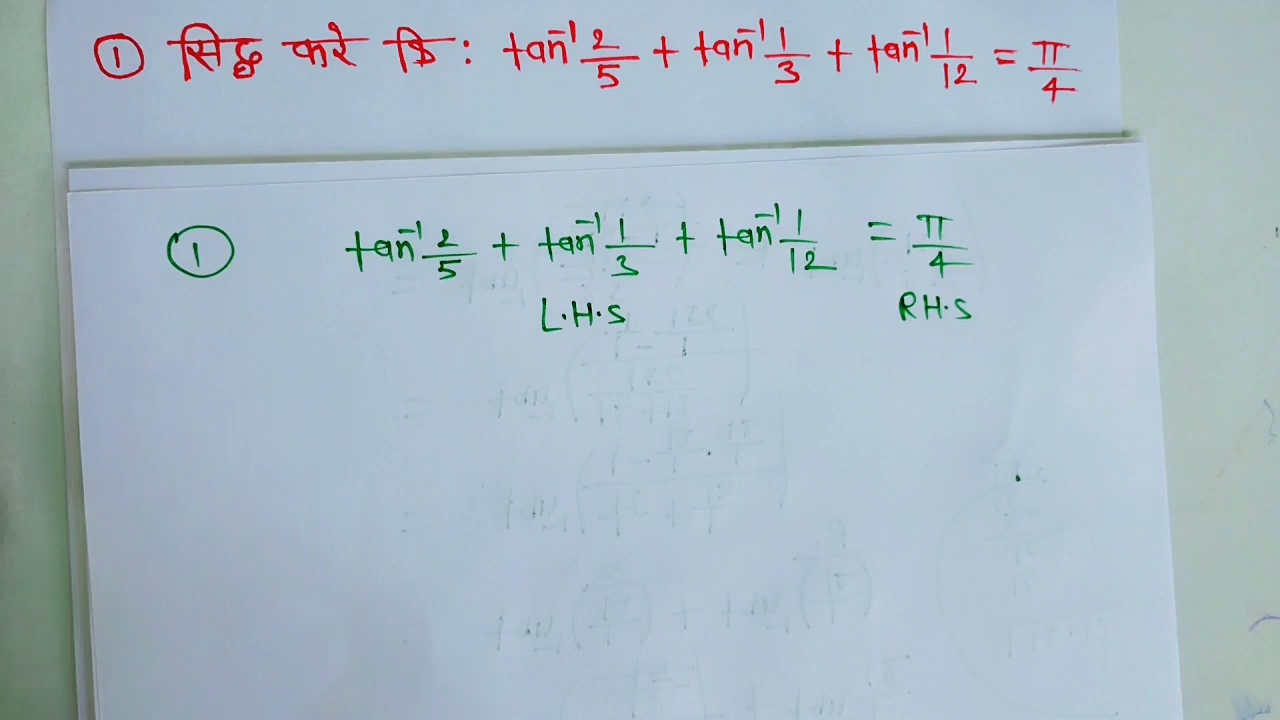 ① सिद्ध करे कि: tan⁻¹ 2/5 + tan⁻¹ 1/3 + tan⁻¹ 1/12 = π/4
① tan⁻¹ 2/5 + tan⁻¹ 1/3 + tan⁻¹ 1/12 = π/4
L.H.S R.H.S